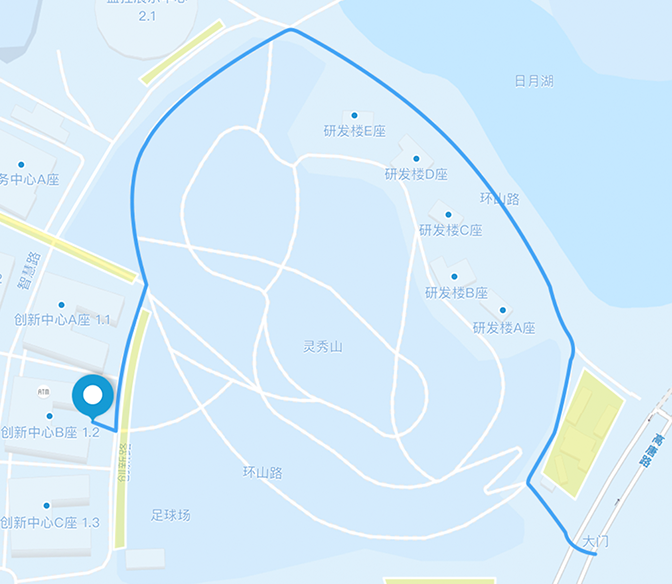 2.1
日月湖
研发楼E座
研发楼D座
务中心A座
环山路
研发楼C座
智慧路
研发楼B座
创新中心A座 1.1
研发楼A座
灵秀山
创新中心B座 1.2
高唐路
环山路
足球场
创新中心C座 1.3
大门